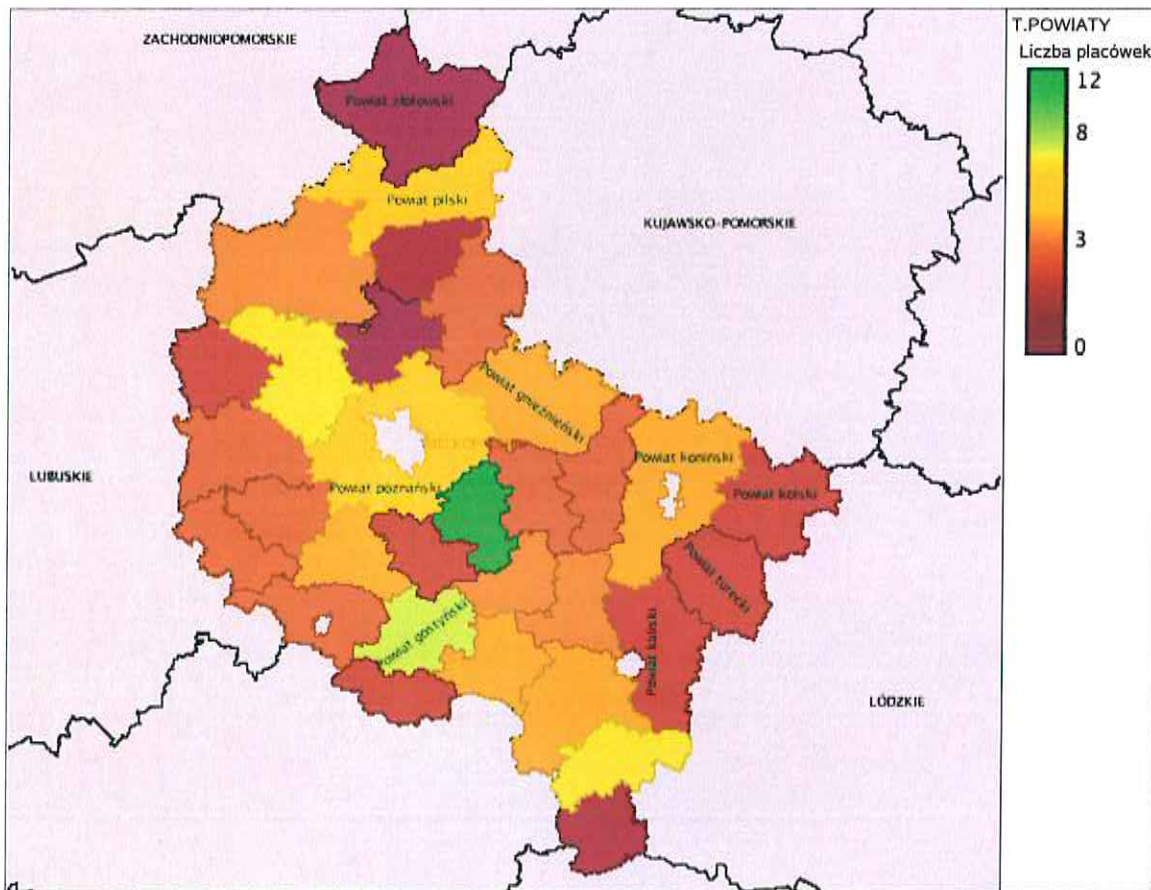 ZACHODNIOPOMORSKIE
T.POWIATY
Liczba placówek
12
8
3
0
Powiat złotowski
Powiat pilski
KUJAWSKO-POMORSKIE
Powiat gnieźnieński
Powiat koniński
LUBUSKIE
Powiat poznański
Powiat kolski
Powiat turecki
Powiat gostyński
Powiat kaliski
ŁÓDZKIE